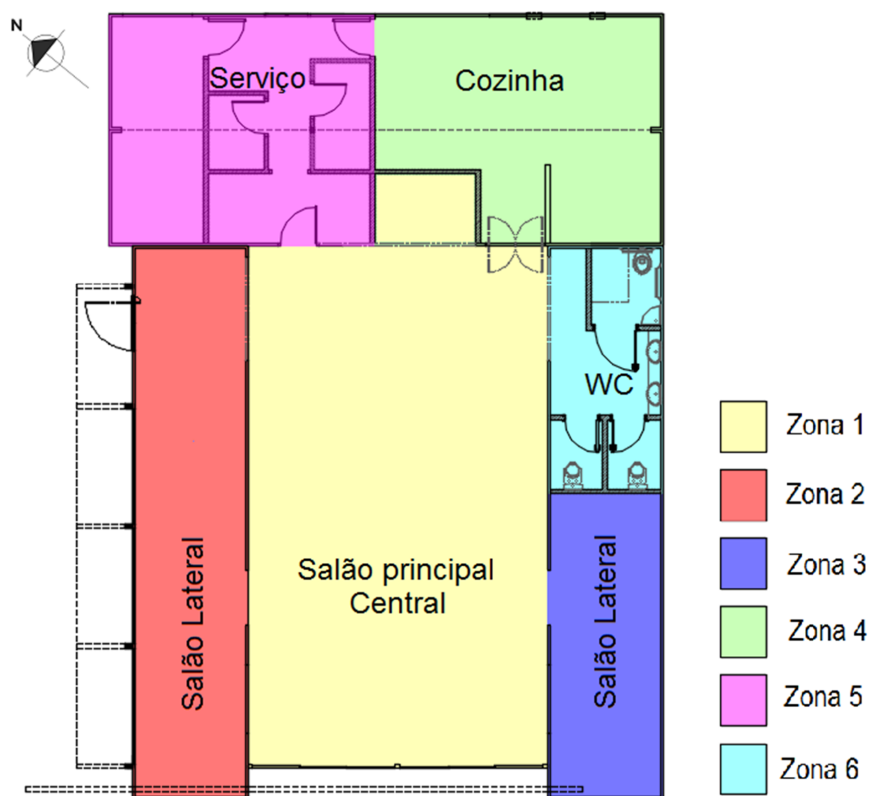 N
Serviço
Cozinha
WC
Salão Lateral
Salão principal
Central
Salão Lateral
Zona 1
Zona 2
Zona 3
Zona 4
Zona 5
Zona 6